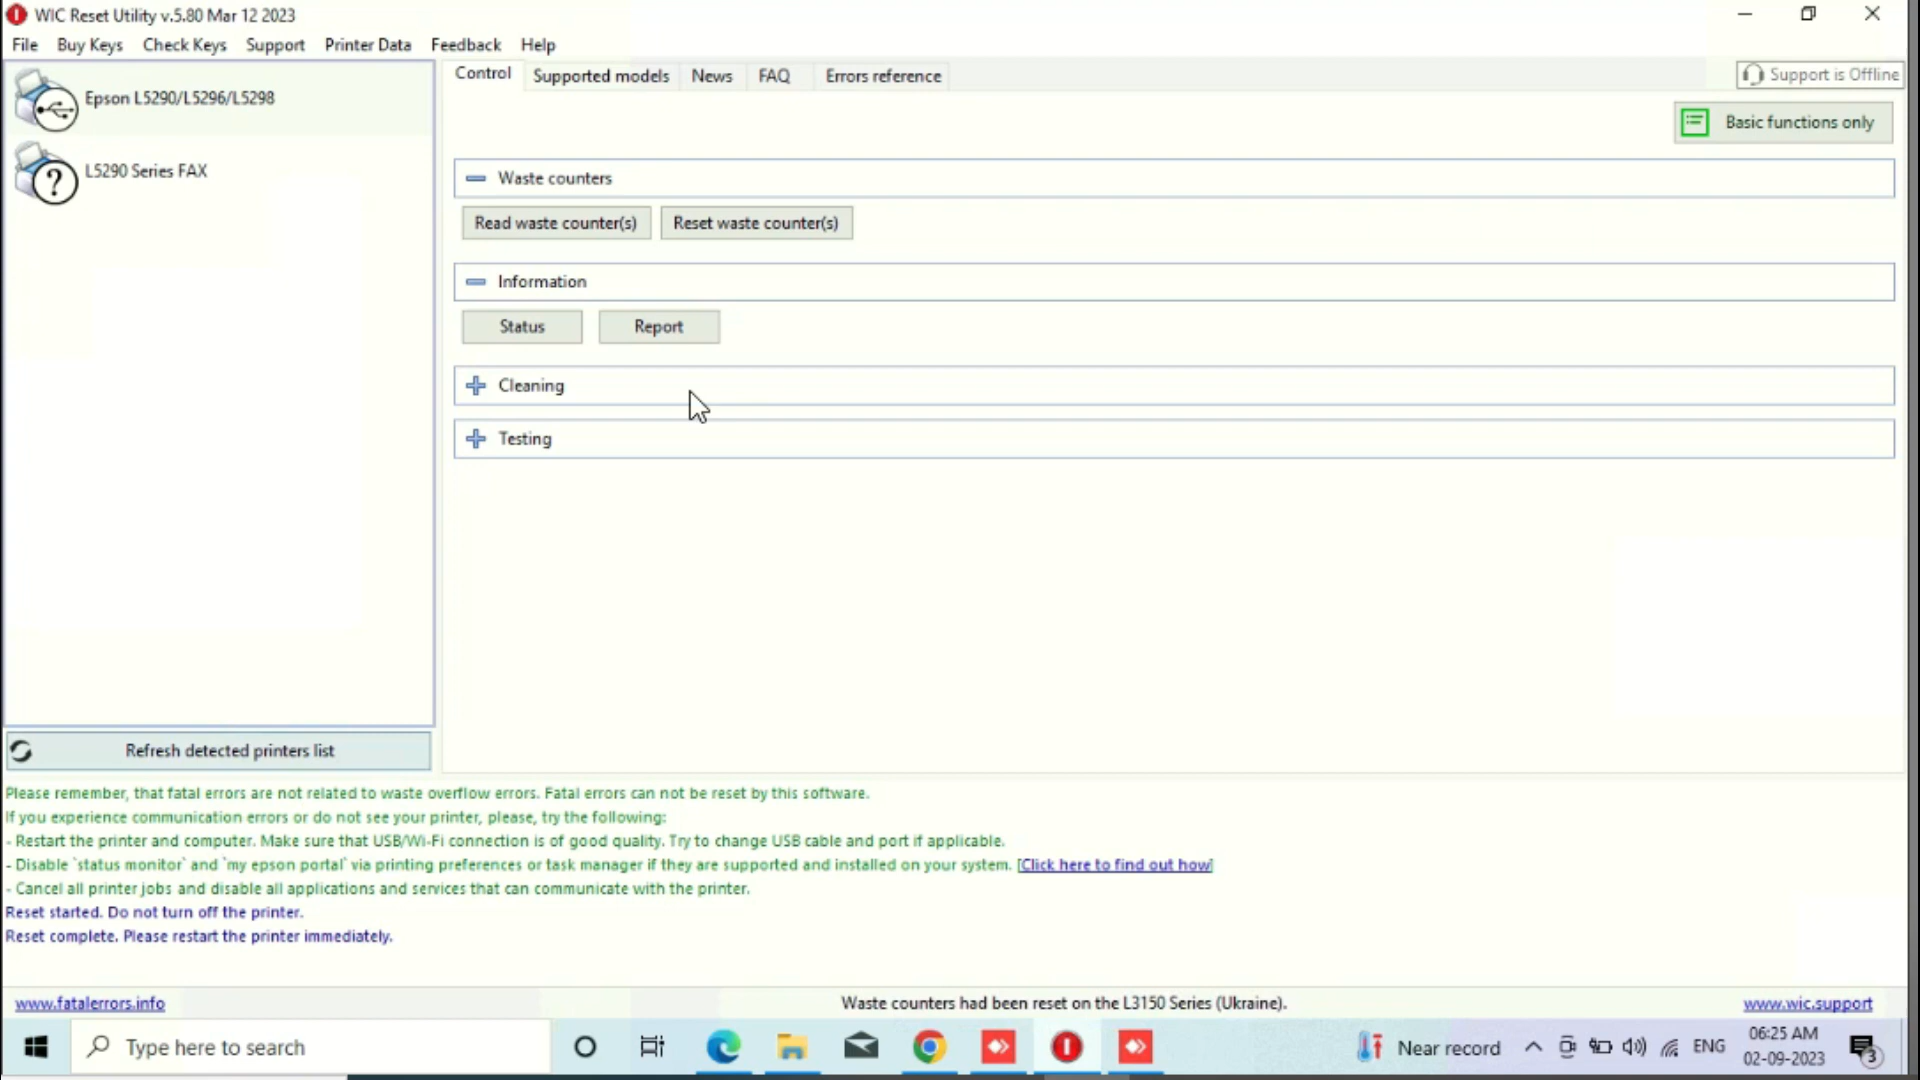 WIC Reset Utility v.5.80 Mar 12 2023
File Buy Keys Check Keys Support Printer Data Feedback Help
Epson L5290/L5296/L5298
L5290 Series FAX
Refresh detected printers list
Control Supported models News FAQ Errors reference
Support is Offline
Basic functions only
Waste counters
Read waste counter(s) Reset waste counter(s)
Information
Status Report
Cleaning
Testing
Please remember, that fatal errors are not related to waste overflow errors. Fatal errors can not be reset by this software.
If you experience communication errors or do not see your printer, please, try the following:
- Restart the printer and computer. Make sure that USB/Wi-Fi connection is of good quality. Try to change USB cable and port if applicable.
- Disable `status monitor` and `my epson portal` via printing preferences or task manager if they are supported and installed on your system. [Click here to find out how]
- Cancel all printer jobs and disable all applications and services that can communicate with the printer.
Reset started. Do not turn off the printer.
Reset complete. Please restart the printer immediately.
www.fatalerrors.info Waste counters had been reset on the L3150 Series (Ukraine). www.wic.support
Type here to search
Near record
ENG
06:25 AM
02-09-2023
3